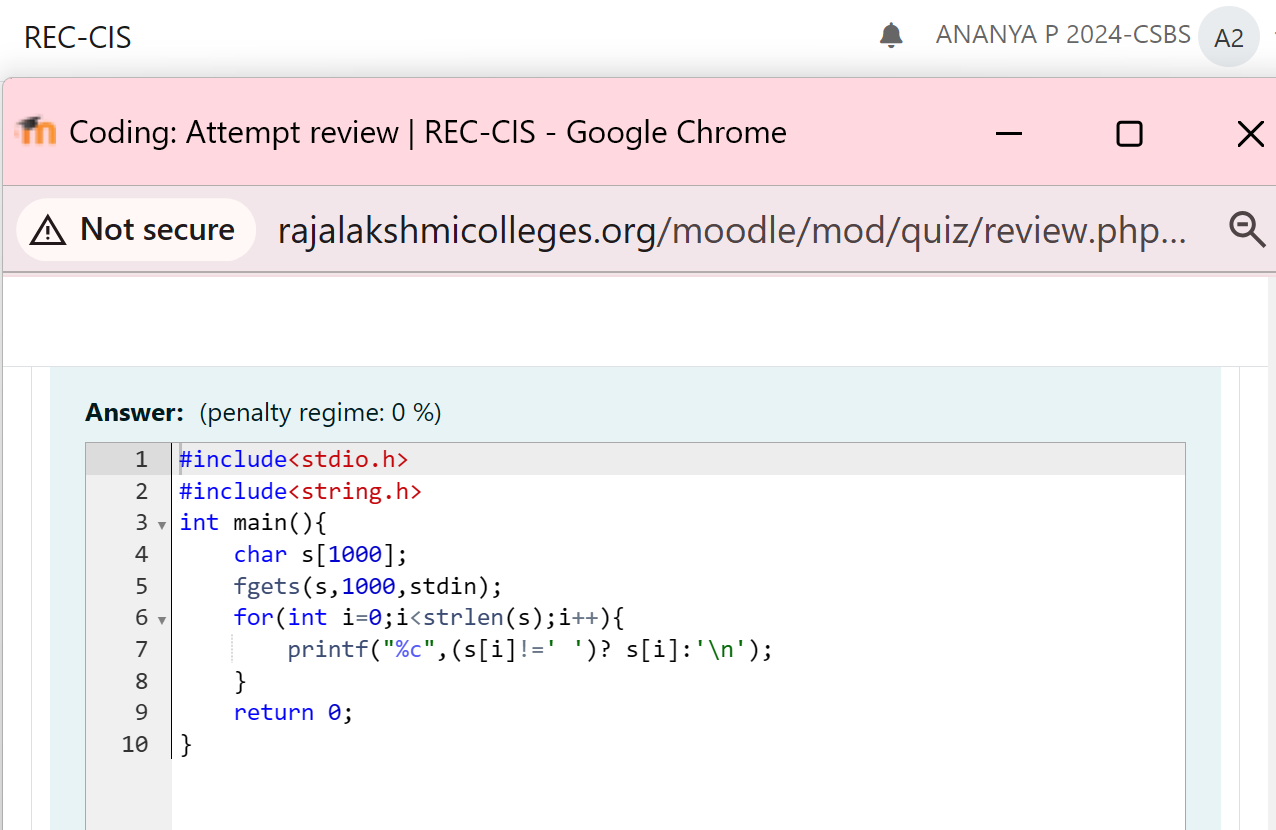 REC-CIS
ANANYA P 2024-CSBS A2
Coding: Attempt review | REC-CIS - Google Chrome
Not secure rajalakshmicolleges.org/moodle/mod/quiz/review.php...
Answer: (penalty regime: 0 %)
1 #include<stdio.h>
2 #include<string.h>
3 int main(){
4     char s[1000];
5     fgets(s,1000,stdin);
6     for(int i=0;i<strlen(s);i++){
7         printf("%c",(s[i]!=' ')? s[i]:'\n');
8     }
9     return 0;
10 }